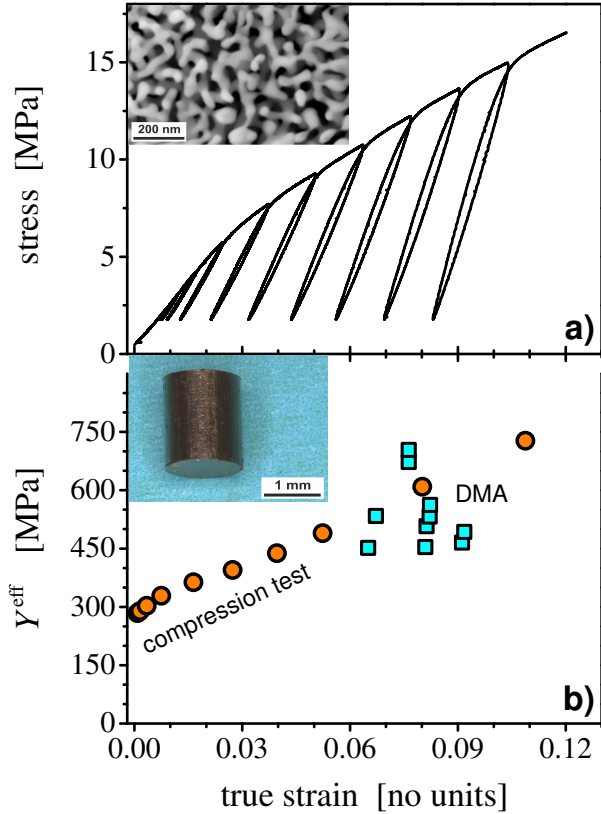 200 nm
stress [MPa]
15
10
5
0
a)
1 mm
750
600
450
300
150
0
Y^eff [MPa]
DMA
compression test
b)
0.00 0.03 0.06 0.09 0.12
true strain [no units]